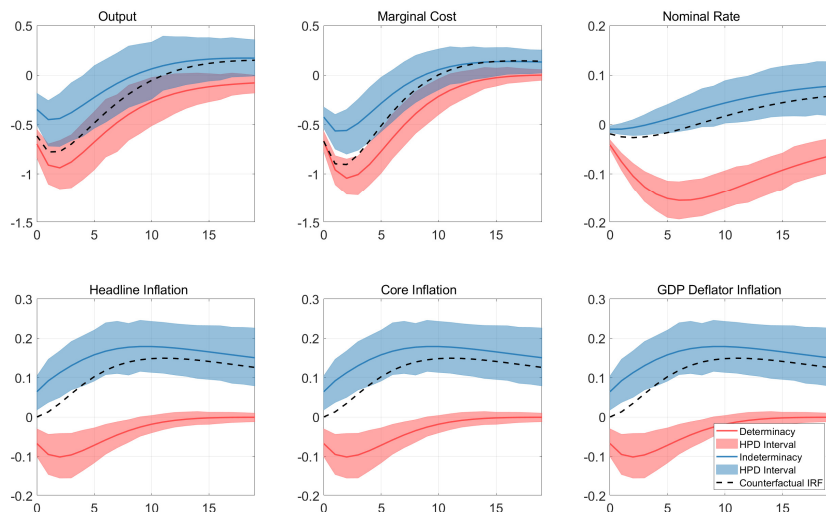 Output
Marginal Cost
Nominal Rate
0.5
0
-0.5
-1
-1.5
0 5 10 15
0.5
0
-0.5
-1
-1.5
0 5 10 15
0.2
0.1
0
-0.1
-0.2
0 5 10 15
Headline Inflation
Core Inflation
GDP Deflator Inflation
0.3
0.2
0.1
0
-0.1
-0.2
0 5 10 15
0.3
0.2
0.1
0
-0.1
-0.2
0 5 10 15
0.3
0.2
0.1
0
-0.1
-0.2
0 5 10 15
Determinacy
HPD Interval
Indeterminacy
HPD Interval
Counterfactual IRF